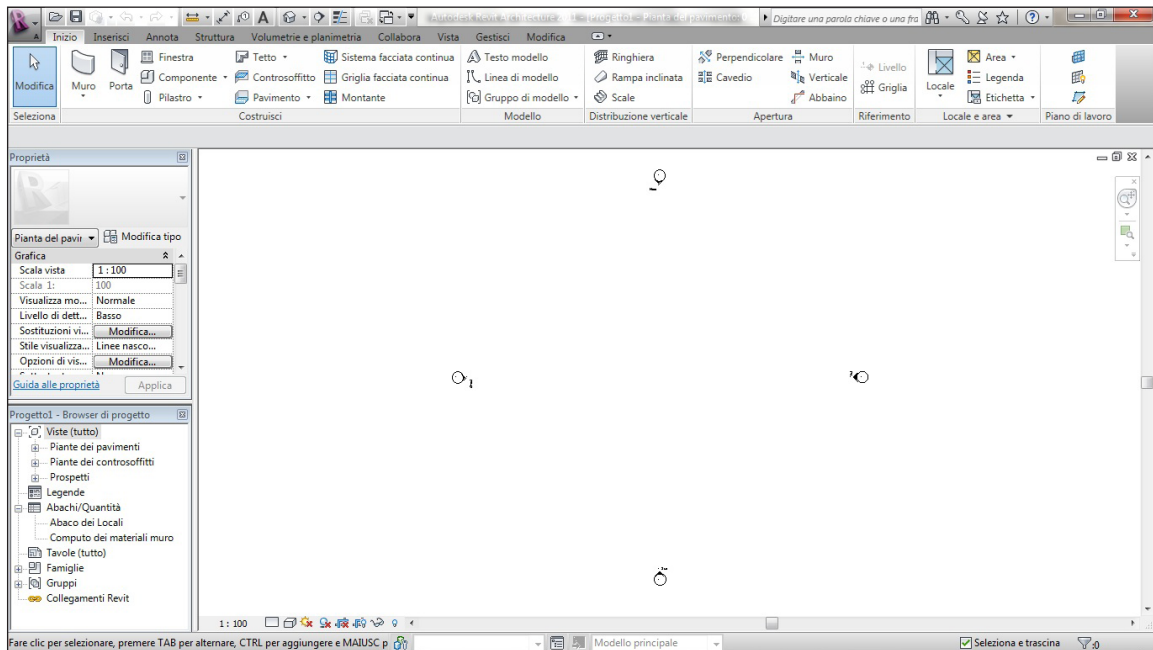 Digitare una parola chiave o una fra
Inizio Inserisci Annota Struttura Volumetrie e planimetria Collabora Vista Gestisci Modifica
Modifica
Muro
Porta
Finestra
Componente
Pilastro
Tetto
Controsoffitto
Pavimento
Sistema facciata continua
Griglia facciata continua
Montante
Testo modello
Linea di modello
Gruppo di modello
Ringhiera
Rampa inclinata
Scale
Perpendicolare
Cavedio
Muro
Verticale
Abbaino
Livello
Griglia
Locale
Area
Legenda
Etichetta
Seleziona Costruisci Modello Distribuzione verticale Apertura Riferimento Locale e area Piano di lavoro
Proprietà
Pianta del pavir Modifica tipo
Grafica
Scala vista 1 : 100
Scala 1: 100
Visualizza mo... Normale
Livello di dett... Basso
Sostituzioni vi... Modifica...
Stile visualizza... Linee nasco...
Opzioni di vis... Modifica...
Guida alle proprietà Applica
Progetto1 - Browser di progetto
Viste (tutto)
Piante dei pavimenti
Piante dei controsoffitti
Prospetti
Legende
Abachi/Quantità
Abaco dei Locali
Computo dei materiali muro
Tavole (tutto)
Famiglie
Gruppi
Collegamenti Revit
1 : 100
Fare clic per selezionare, premere TAB per alternare, CTRL per aggiungere e MAIUSC p Modello principale Seleziona e trascina :0